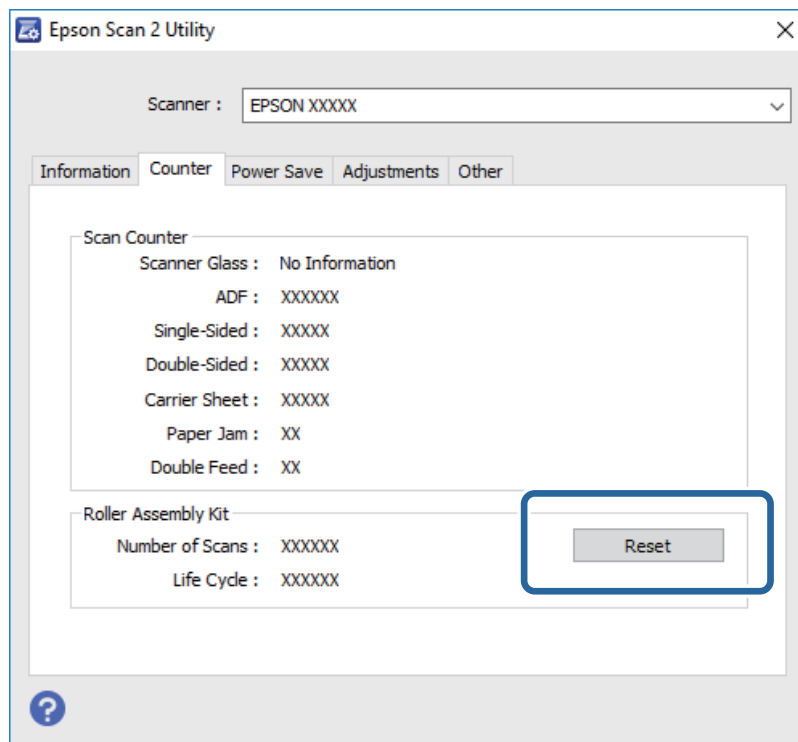 Epson Scan 2 Utility
Scanner : EPSON XXXXX
Information Counter Power Save Adjustments Other
Scan Counter
Scanner Glass : No Information
ADF : XXXXXX
Single-Sided : XXXXX
Double-Sided : XXXXX
Carrier Sheet : XXXXX
Paper Jam : XX
Double Feed : XX
Roller Assembly Kit
Number of Scans : XXXXXX Reset
Life Cycle : XXXXXX
?